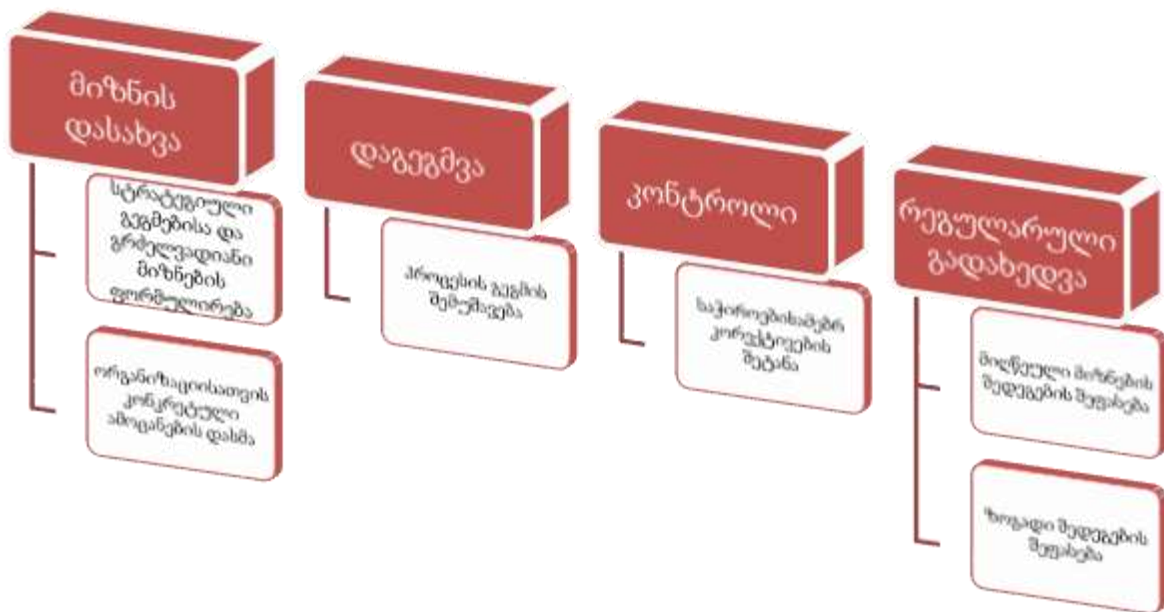 მიზნის
დასახვა
სტრატეგიული
გეგმებისა და
გრძელვადიანი
მიზნების
ფორმულირება
ორგანიზაციისათვის
კონკრეტული
ამოცანების დასმა
დაგეგმვა
პროცესის გეგმის
შემუშავება
კონტროლი
საჭიროებისამებრ
კორექტივების
შეტანა
რეგულარული
გადახედვა
მიღწეული მიზნების
შედეგების შეფასება
ზოგადი შედეგების
შეფასება